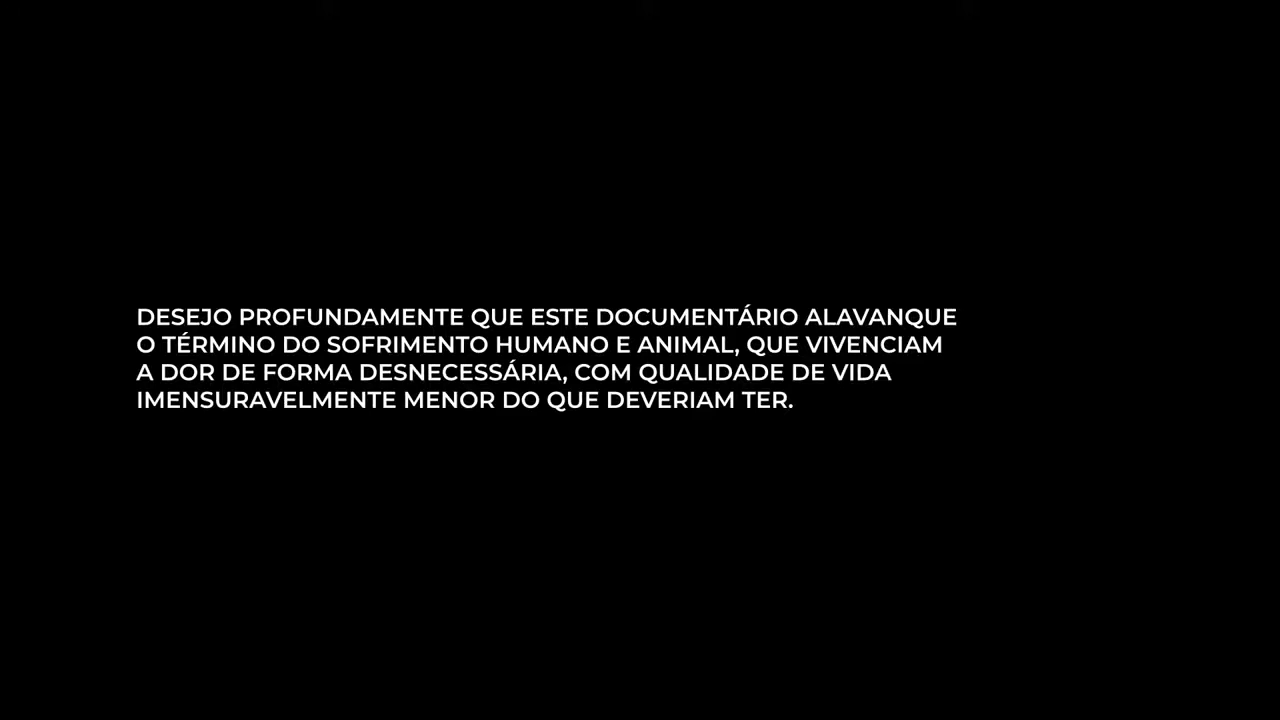 DESEJO PROFUNDAMENTE QUE ESTE DOCUMENTÁRIO ALAVANQUE
O TÉRMINO DO SOFRIMENTO HUMANO E ANIMAL, QUE VIVENCIAM
A DOR DE FORMA DESNECESSÁRIA, COM QUALIDADE DE VIDA
IMENSURAVELMENTE MENOR DO QUE DEVERIAM TER.